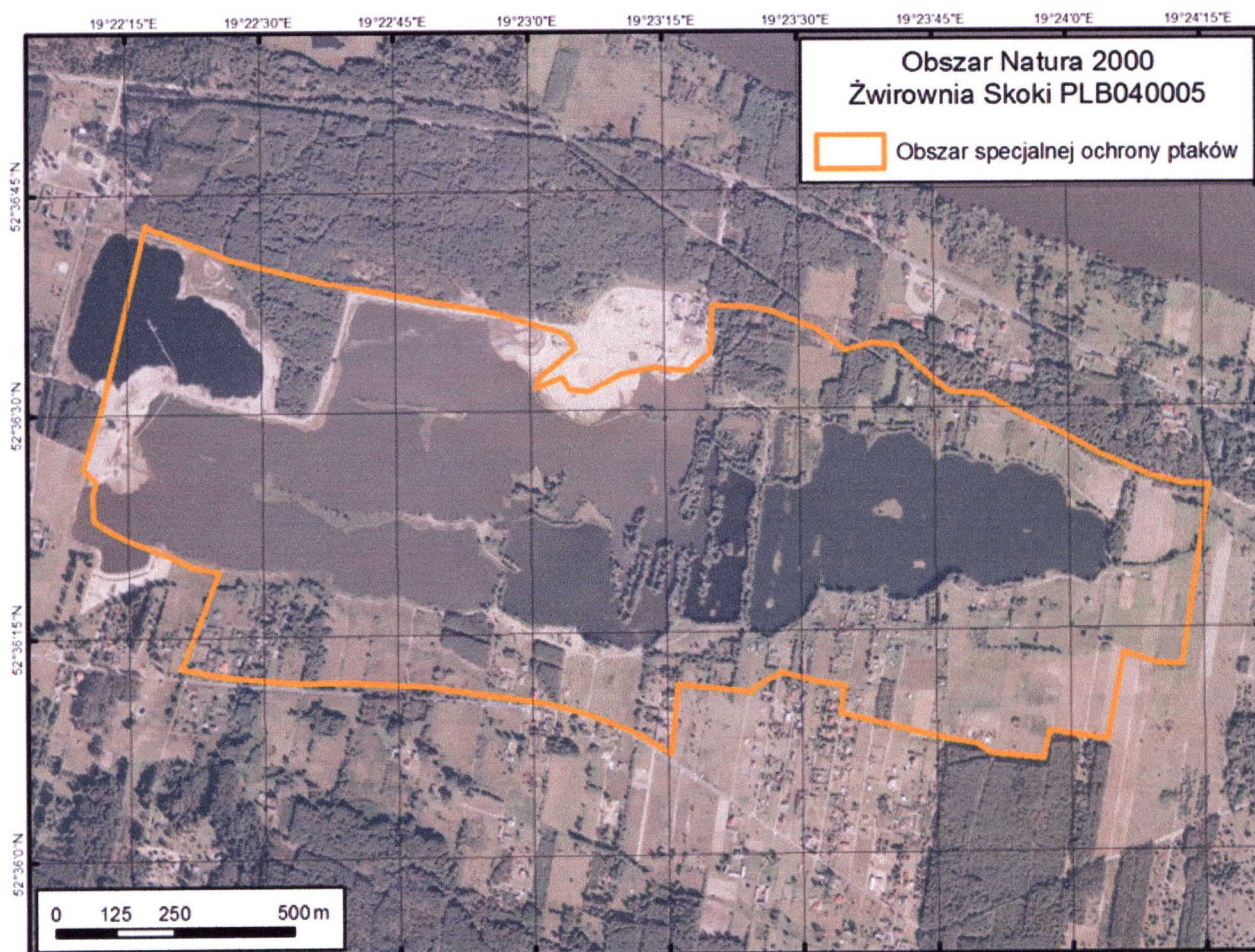 19°22'15"E 19°22'30"E 19°22'45"E 19°23'0"E 19°23'15"E 19°23'30"E 19°23'45"E 19°24'0"E 19°24'15"E
Obszar Natura 2000
Żwirownia Skoki PLB040005
Obszar specjalnej ochrony ptaków
52°36'45"N
52°36'30"N
52°36'15"N
52°36'0"N
0 125 250 500 m